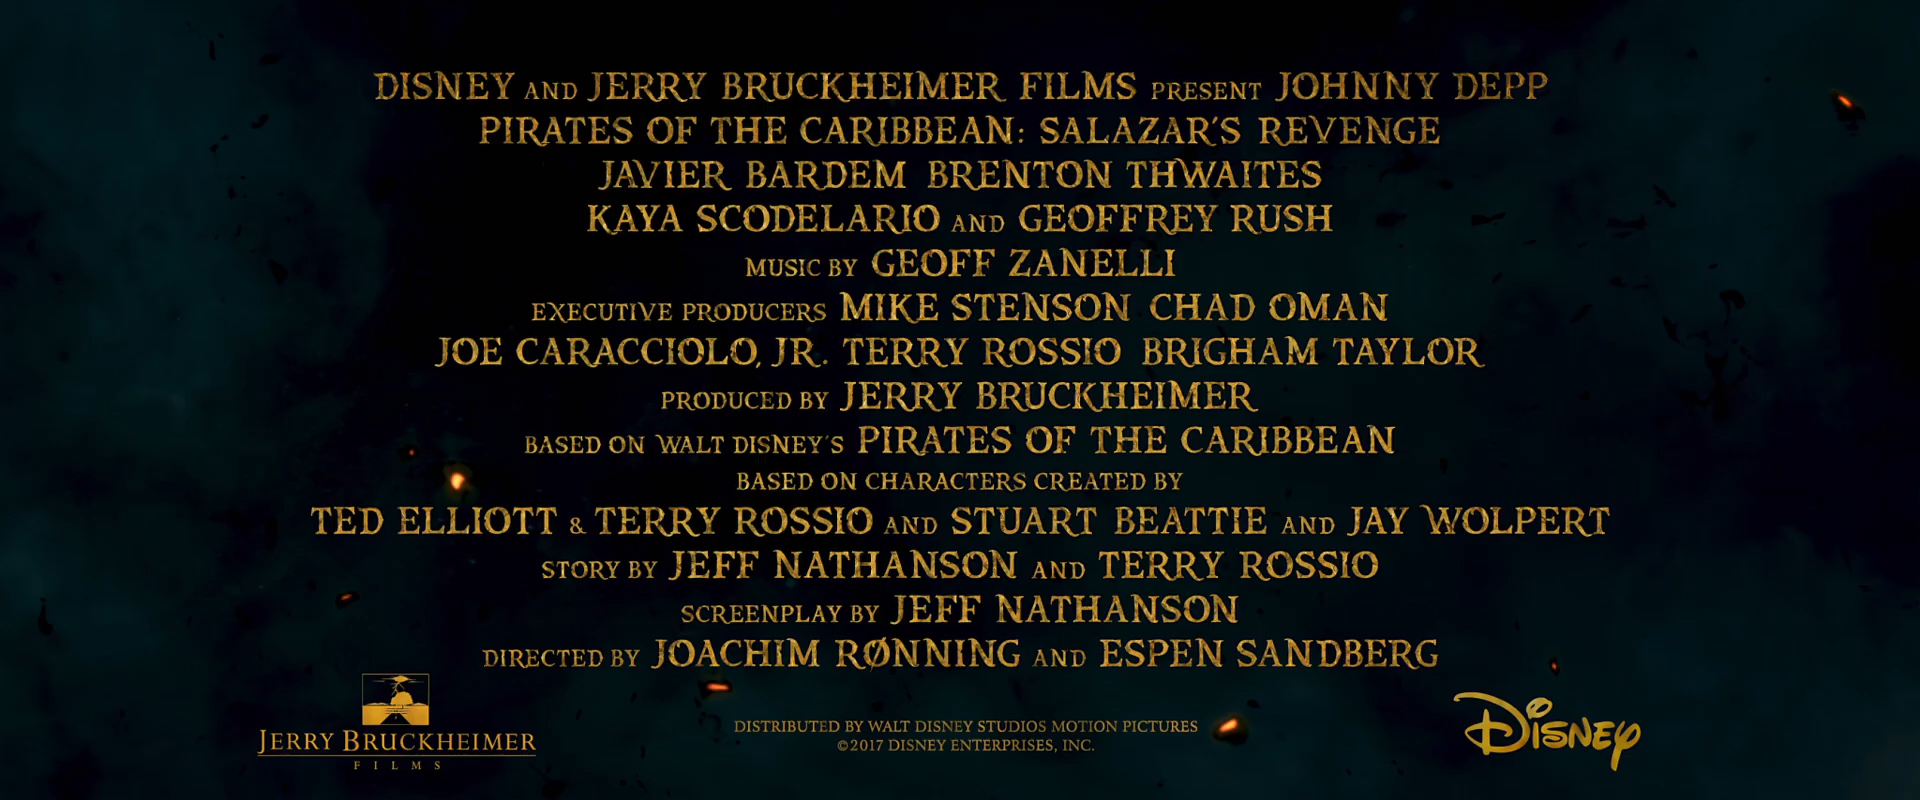 DISNEY AND JERRY BRUCKHEIMER FILMS PRESENT JOHNNY DEPP
PIRATES OF THE CARIBBEAN: SALAZAR'S REVENGE
JAVIER BARDEM BRENTON THWAITES
KAYA SCODELARIO AND GEOFFREY RUSH
MUSIC BY GEOFF ZANELLI
EXECUTIVE PRODUCERS MIKE STENSON CHAD OMAN
JOE CARACCIOLO, JR. TERRY ROSSIO BRIGHAM TAYLOR
PRODUCED BY JERRY BRUCKHEIMER
BASED ON WALT DISNEY'S PIRATES OF THE CARIBBEAN
BASED ON CHARACTERS CREATED BY
TED ELLIOTT & TERRY ROSSIO AND STUART BEATTIE AND JAY WOLPERT
STORY BY JEFF NATHANSON AND TERRY ROSSIO
SCREENPLAY BY JEFF NATHANSON
DIRECTED BY JOACHIM RØNNING AND ESPEN SANDBERG
JERRY BRUCKHEIMER
FILMS
DISTRIBUTED BY WALT DISNEY STUDIOS MOTION PICTURES
©2017 DISNEY ENTERPRISES, INC.
DISNEY